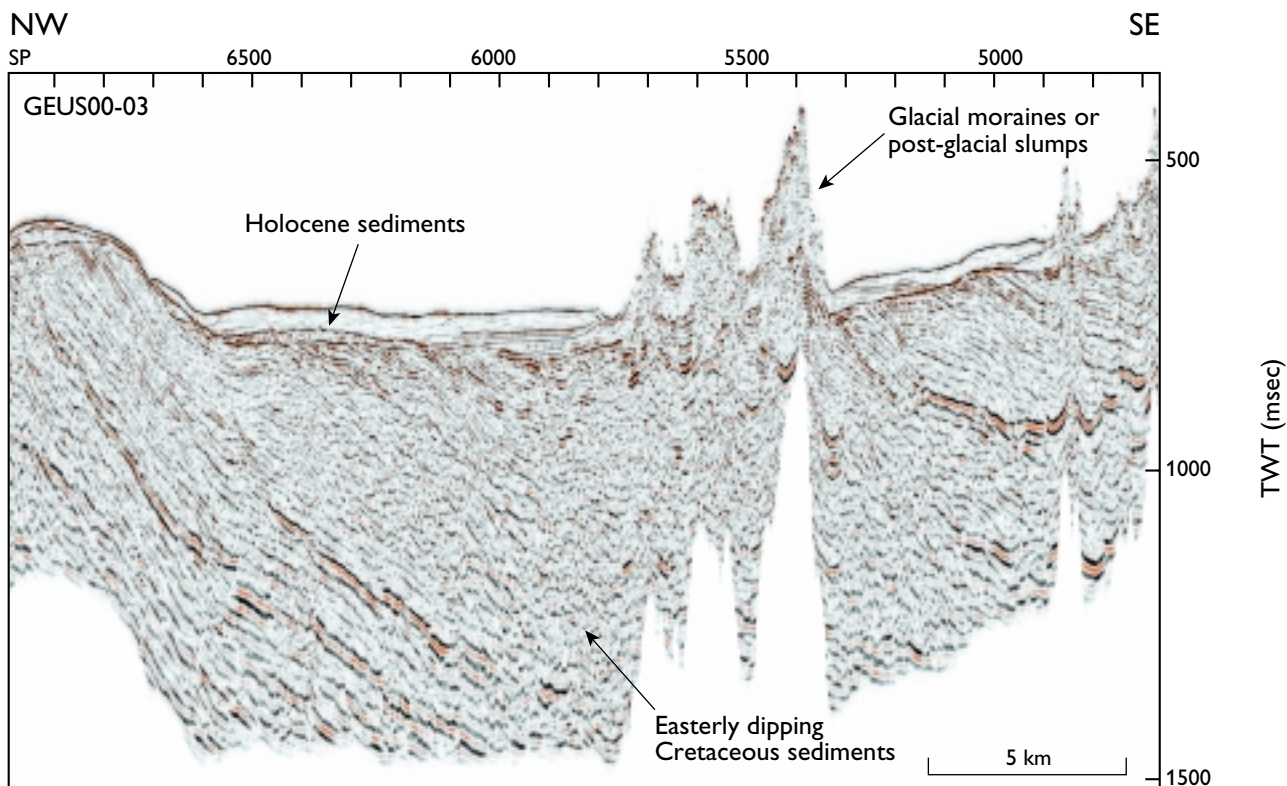 NW
SE
SP
6500
6000
5500
5000
GEUS00-03
Glacial moraines or
post-glacial slumps
500
Holocene sediments
1000
TWT (msec)
Easterly dipping
Cretaceous sediments
5 km
1500